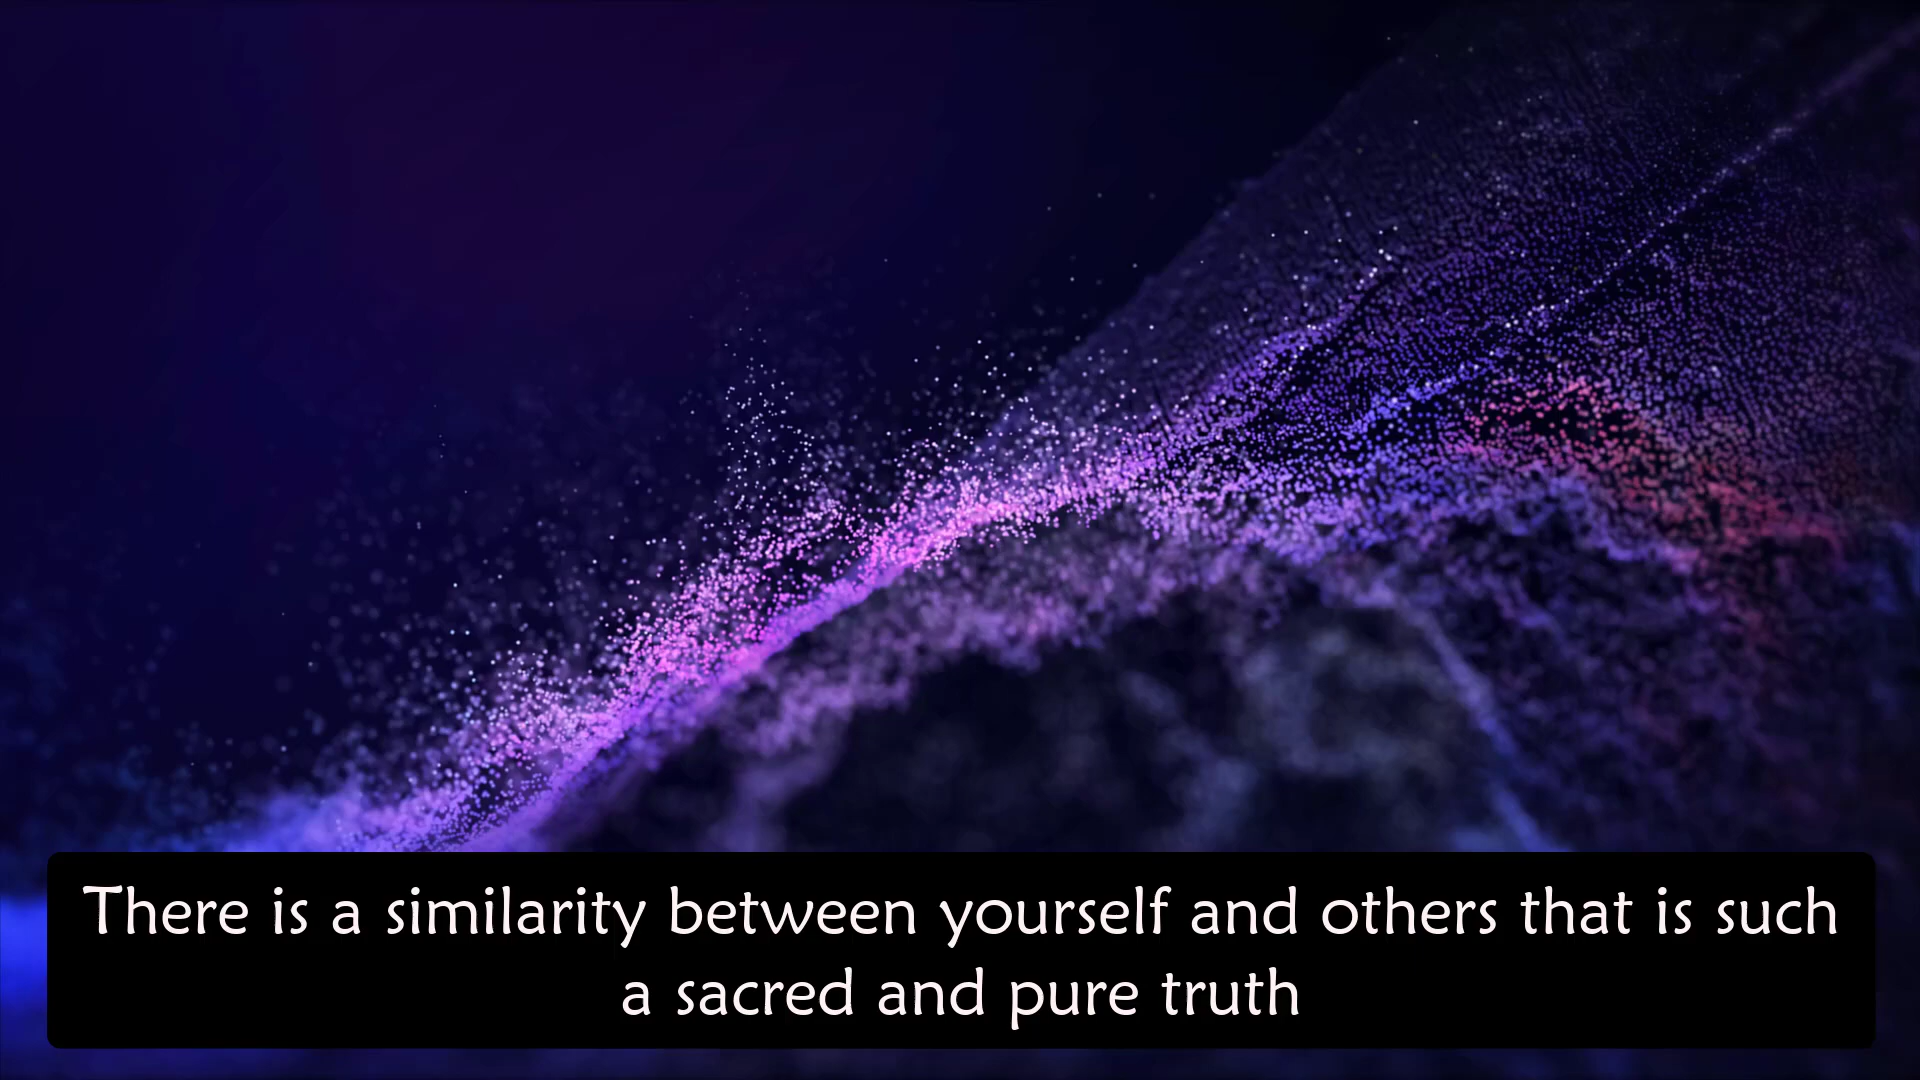 There is a similarity between yourself and others that is such
a sacred and pure truth